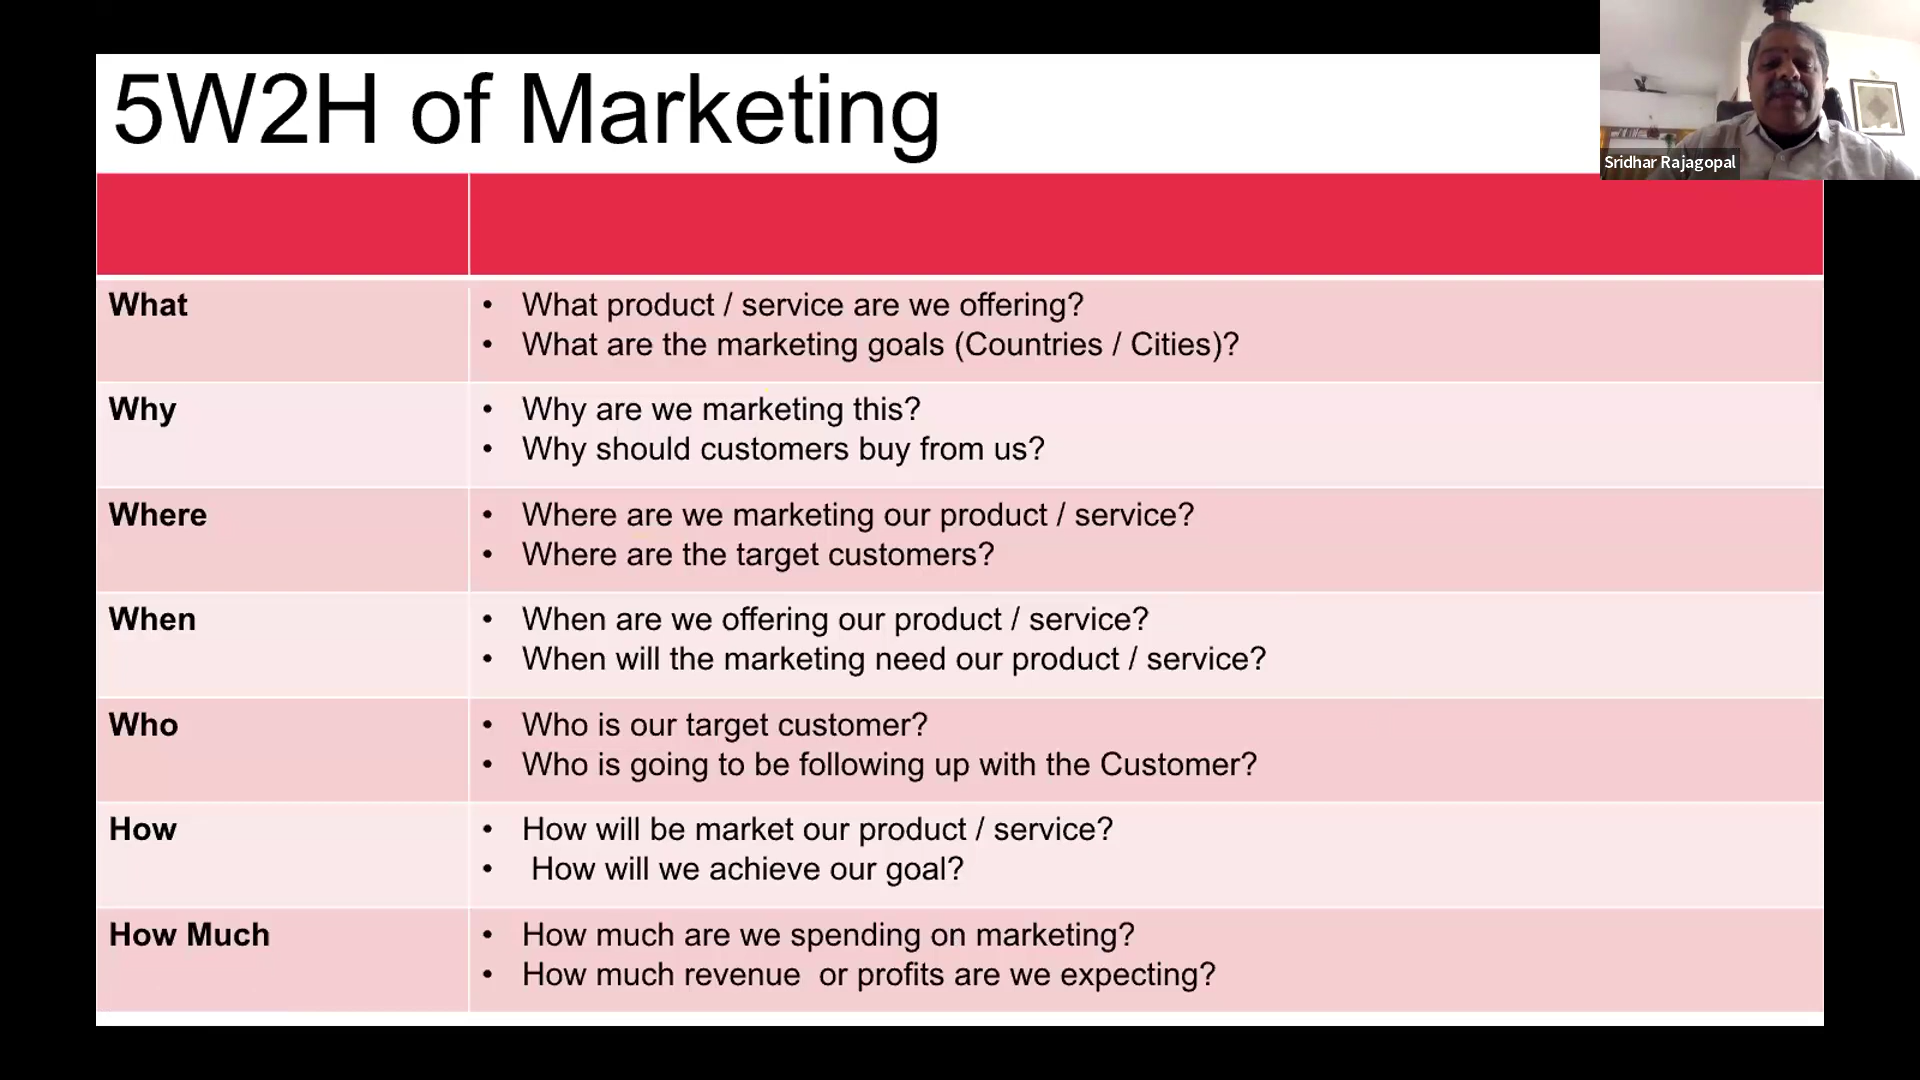 5W2H of Marketing
Sridhar Rajagopal
What
• What product / service are we offering?
• What are the marketing goals (Countries / Cities)?
Why
• Why are we marketing this?
• Why should customers buy from us?
Where
• Where are we marketing our product / service?
• Where are the target customers?
When
• When are we offering our product / service?
• When will the marketing need our product / service?
Who
• Who is our target customer?
• Who is going to be following up with the Customer?
How
• How will be market our product / service?
• How will we achieve our goal?
How Much
• How much are we spending on marketing?
• How much revenue  or profits are we expecting?